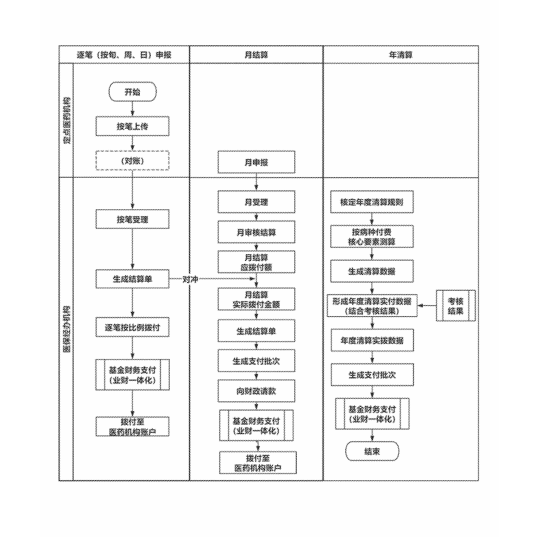 逐笔（按旬、周、日）申报
月结算
年清算
定点医药机构
开始
按笔上传
（对账）
月申报
医保经办机构
按笔受理
生成结算单
对冲
逐笔按比例拨付
基金财务支付
（业财一体化）
拨付至
医药机构账户
月受理
月审核结算
月结算
应拨付额
月结算
实际拨付金额
生成结算单
生成支付批次
向财政请款
基金财务支付
（业财一体化）
拨付至
医药机构账户
核定年度清算规则
按病种付费
核心要素测算
生成清算数据
形成年度清算实付数据
（结合考核结果）
考核
结果
年度清算实拨数据
生成支付批次
基金财务支付
（业财一体化）
结束